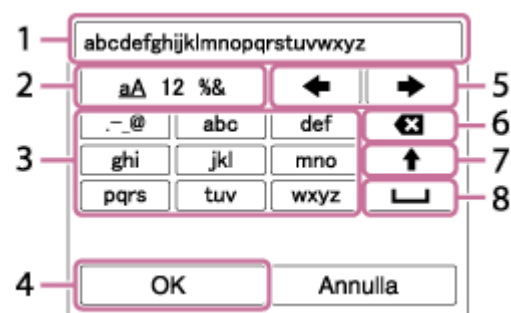 1 abcdefghijklmnopqrstuvwxyz
2 aA 12 %& 5
.-_@ abc def 6
3 ghi jkl mno 7
pqrs tuv wxyz 8
4 OK Annulla